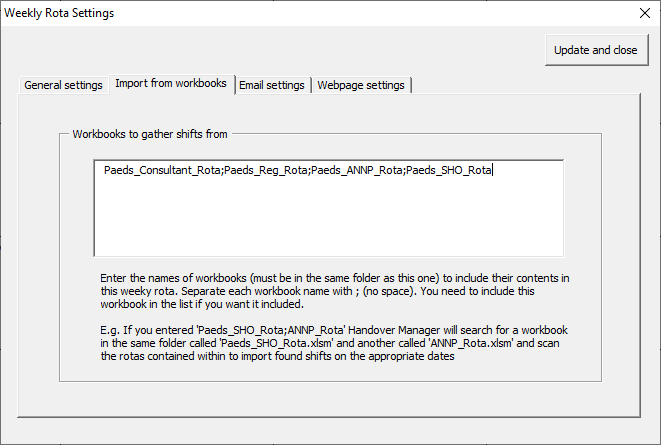 Weekly Rota Settings
Update and close
General settings
Import from workbooks
Email settings
Webpage settings
Workbooks to gather shifts from
Paeds_Consultant_Rota;Paeds_Reg_Rota;Paeds_ANNP_Rota;Paeds_SHO_Rota
Enter the names of workbooks (must be in the same folder as this one) to include their contents in
this weeky rota. Separate each workbook name with ; (no space). You need to include this
workbook in the list if you want it included.
E.g. If you entered 'Paeds_SHO_Rota;ANNP_Rota' Handover Manager will search for a workbook
in the same folder called 'Paeds_SHO_Rota.xlsm' and another called 'ANNP_Rota.xlsm' and scan
the rotas contained within to import found shifts on the appropriate dates